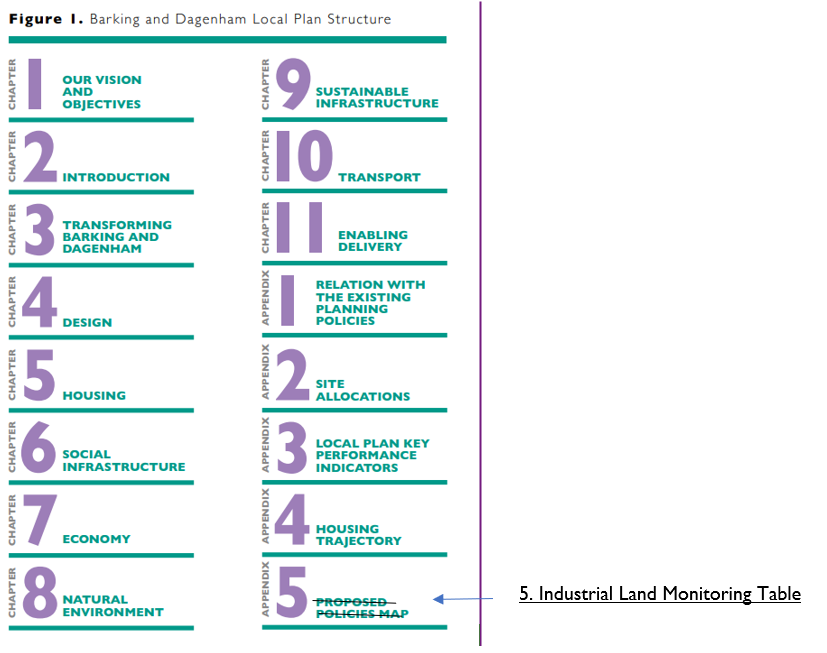 Figure 1. Barking and Dagenham Local Plan Structure
CHAPTER 1 OUR VISION
AND
OBJECTIVES
CHAPTER 2 INTRODUCTION
CHAPTER 3 TRANSFORMING
BARKING AND
DAGENHAM
CHAPTER 4 DESIGN
CHAPTER 5 HOUSING
CHAPTER 6 SOCIAL
INFRASTRUCTURE
CHAPTER 7 ECONOMY
CHAPTER 8 NATURAL
ENVIRONMENT
CHAPTER 9 SUSTAINABLE
INFRASTRUCTURE
CHAPTER 10 TRANSPORT
CHAPTER 11 ENABLING
DELIVERY
APPENDIX 1 RELATION WITH
THE EXISTING
PLANNING
POLICIES
APPENDIX 2 SITE
ALLOCATIONS
APPENDIX 3 LOCAL PLAN KEY
PERFORMANCE
INDICATORS
APPENDIX 4 HOUSING
TRAJECTORY
APPENDIX 5 PROPOSED
POLICIES MAP
5. Industrial Land Monitoring Table